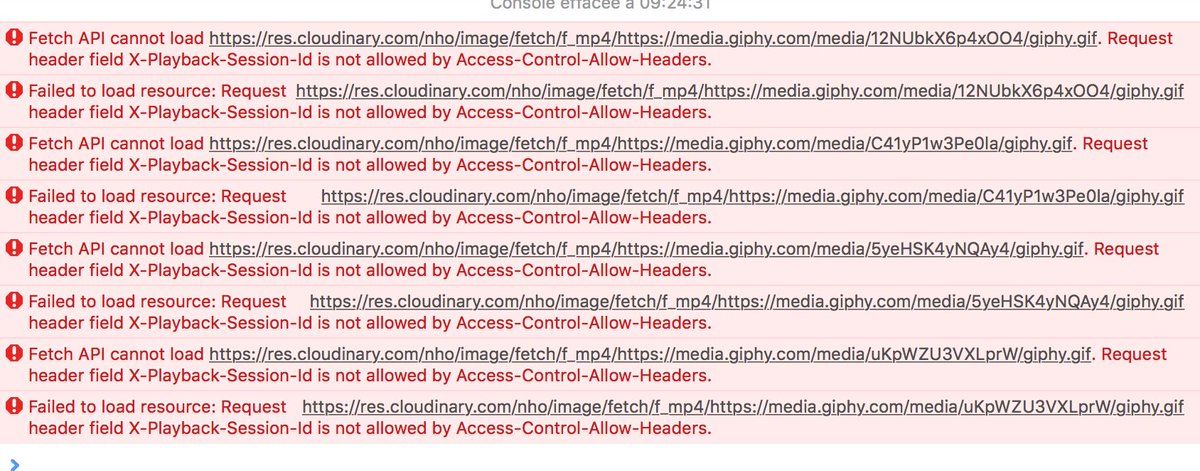 Console effacée à 09:24:31
Fetch API cannot load https://res.cloudinary.com/nho/image/fetch/f_mp4/https://media.giphy.com/media/12NUbkX6p4xOO4/giphy.gif. Request
header field X-Playback-Session-Id is not allowed by Access-Control-Allow-Headers.
Failed to load resource: Request https://res.cloudinary.com/nho/image/fetch/f_mp4/https://media.giphy.com/media/12NUbkX6p4xOO4/giphy.gif
header field X-Playback-Session-Id is not allowed by Access-Control-Allow-Headers.
Fetch API cannot load https://res.cloudinary.com/nho/image/fetch/f_mp4/https://media.giphy.com/media/C41yP1w3Pe0Ia/giphy.gif. Request
header field X-Playback-Session-Id is not allowed by Access-Control-Allow-Headers.
Failed to load resource: Request https://res.cloudinary.com/nho/image/fetch/f_mp4/https://media.giphy.com/media/C41yP1w3Pe0Ia/giphy.gif
header field X-Playback-Session-Id is not allowed by Access-Control-Allow-Headers.
Fetch API cannot load https://res.cloudinary.com/nho/image/fetch/f_mp4/https://media.giphy.com/media/5yeHSK4yNQAy4/giphy.gif. Request
header field X-Playback-Session-Id is not allowed by Access-Control-Allow-Headers.
Failed to load resource: Request https://res.cloudinary.com/nho/image/fetch/f_mp4/https://media.giphy.com/media/5yeHSK4yNQAy4/giphy.gif
header field X-Playback-Session-Id is not allowed by Access-Control-Allow-Headers.
Fetch API cannot load https://res.cloudinary.com/nho/image/fetch/f_mp4/https://media.giphy.com/media/uKpWZU3VXLprW/giphy.gif. Request
header field X-Playback-Session-Id is not allowed by Access-Control-Allow-Headers.
Failed to load resource: Request https://res.cloudinary.com/nho/image/fetch/f_mp4/https://media.giphy.com/media/uKpWZU3VXLprW/giphy.gif
header field X-Playback-Session-Id is not allowed by Access-Control-Allow-Headers.